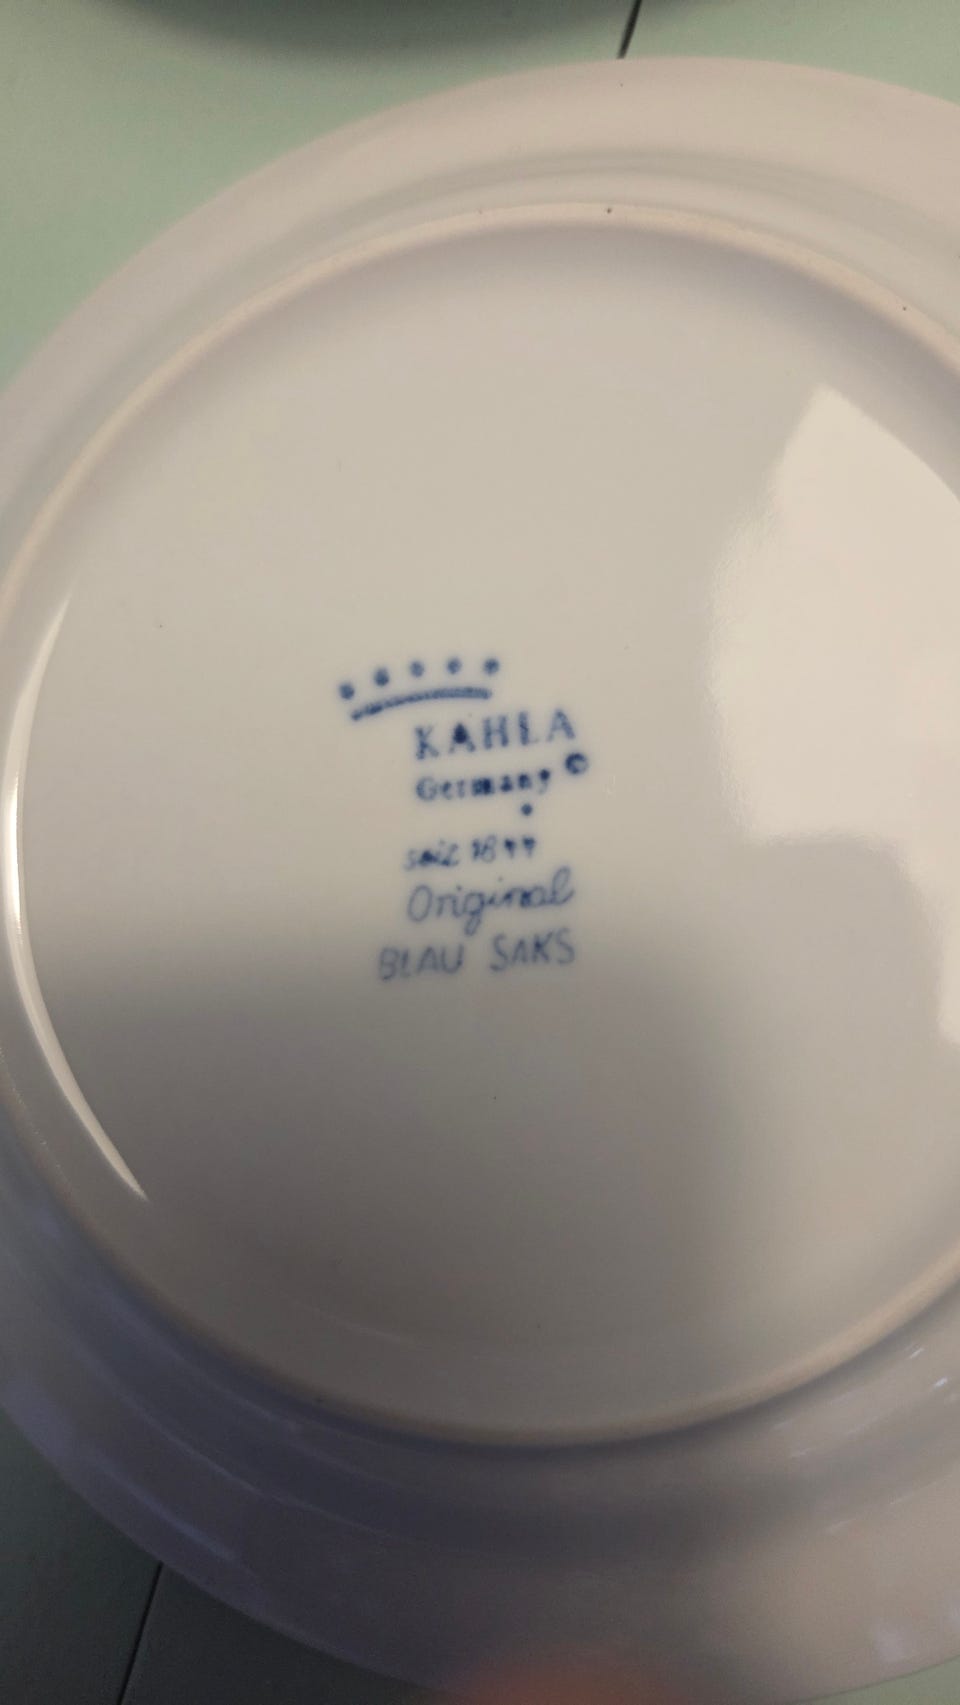 KAHLA
Germany ©
seit 1844
Original
BLAU SAKS